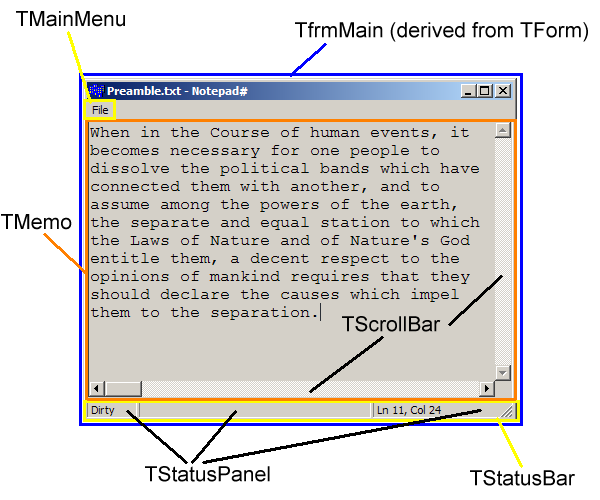 TMainMenu
TfrmMain (derived from TForm)
Preamble.txt - Notepad#
File
When in the Course of human events, it
becomes necessary for one people to
dissolve the political bands which have
connected them with another, and to
assume among the powers of the earth,
the separate and equal station to which
the Laws of Nature and of Nature's God
entitle them, a decent respect to the
opinions of mankind requires that they
should declare the causes which impel
them to the separation.
TMemo
TScrollBar
Dirty
Ln 11, Col 24
TStatusPanel
TStatusBar